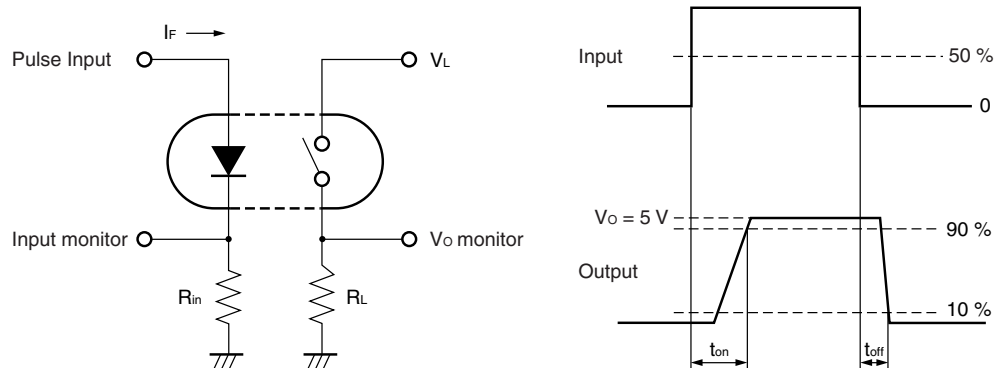 IF
Pulse Input
VL
Input monitor
VO monitor
Rin
RL
Input
50 %
0
VO = 5 V
90 %
Output
10 %
ton
toff